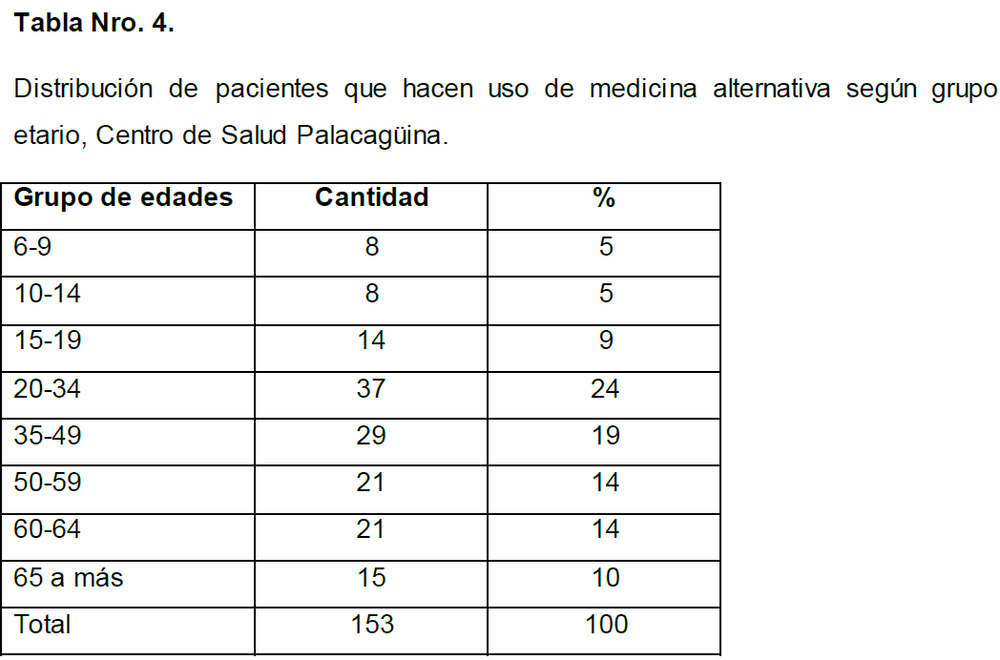 Tabla Nro. 4.
Distribución de pacientes que hacen uso de medicina alternativa según grupo
etario, Centro de Salud Palacagüina.
Grupo de edades Cantidad %
6-9 8 5
10-14 8 5
15-19 14 9
20-34 37 24
35-49 29 19
50-59 21 14
60-64 21 14
65 a más 15 10
Total 153 100